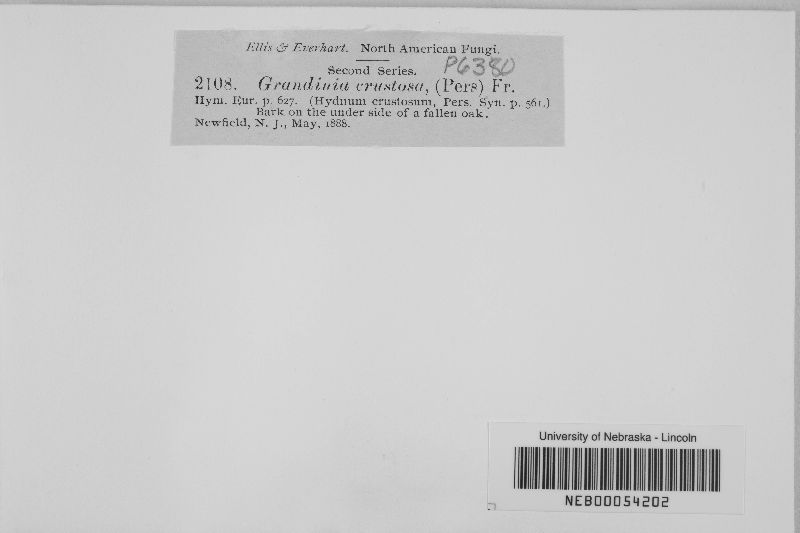 Ellis & Everhart. North American Fungi.
Second Series. P6380
2108. Grandinia crustosa, (Pers) Fr.
Hym. Eur. p. 627. (Hydnum crustosum, Pers. Syn. p. 561.)
Bark on the under side of a fallen oak.
Newfield, N. J., May, 1888.
University of Nebraska - Lincoln
NEB00054202